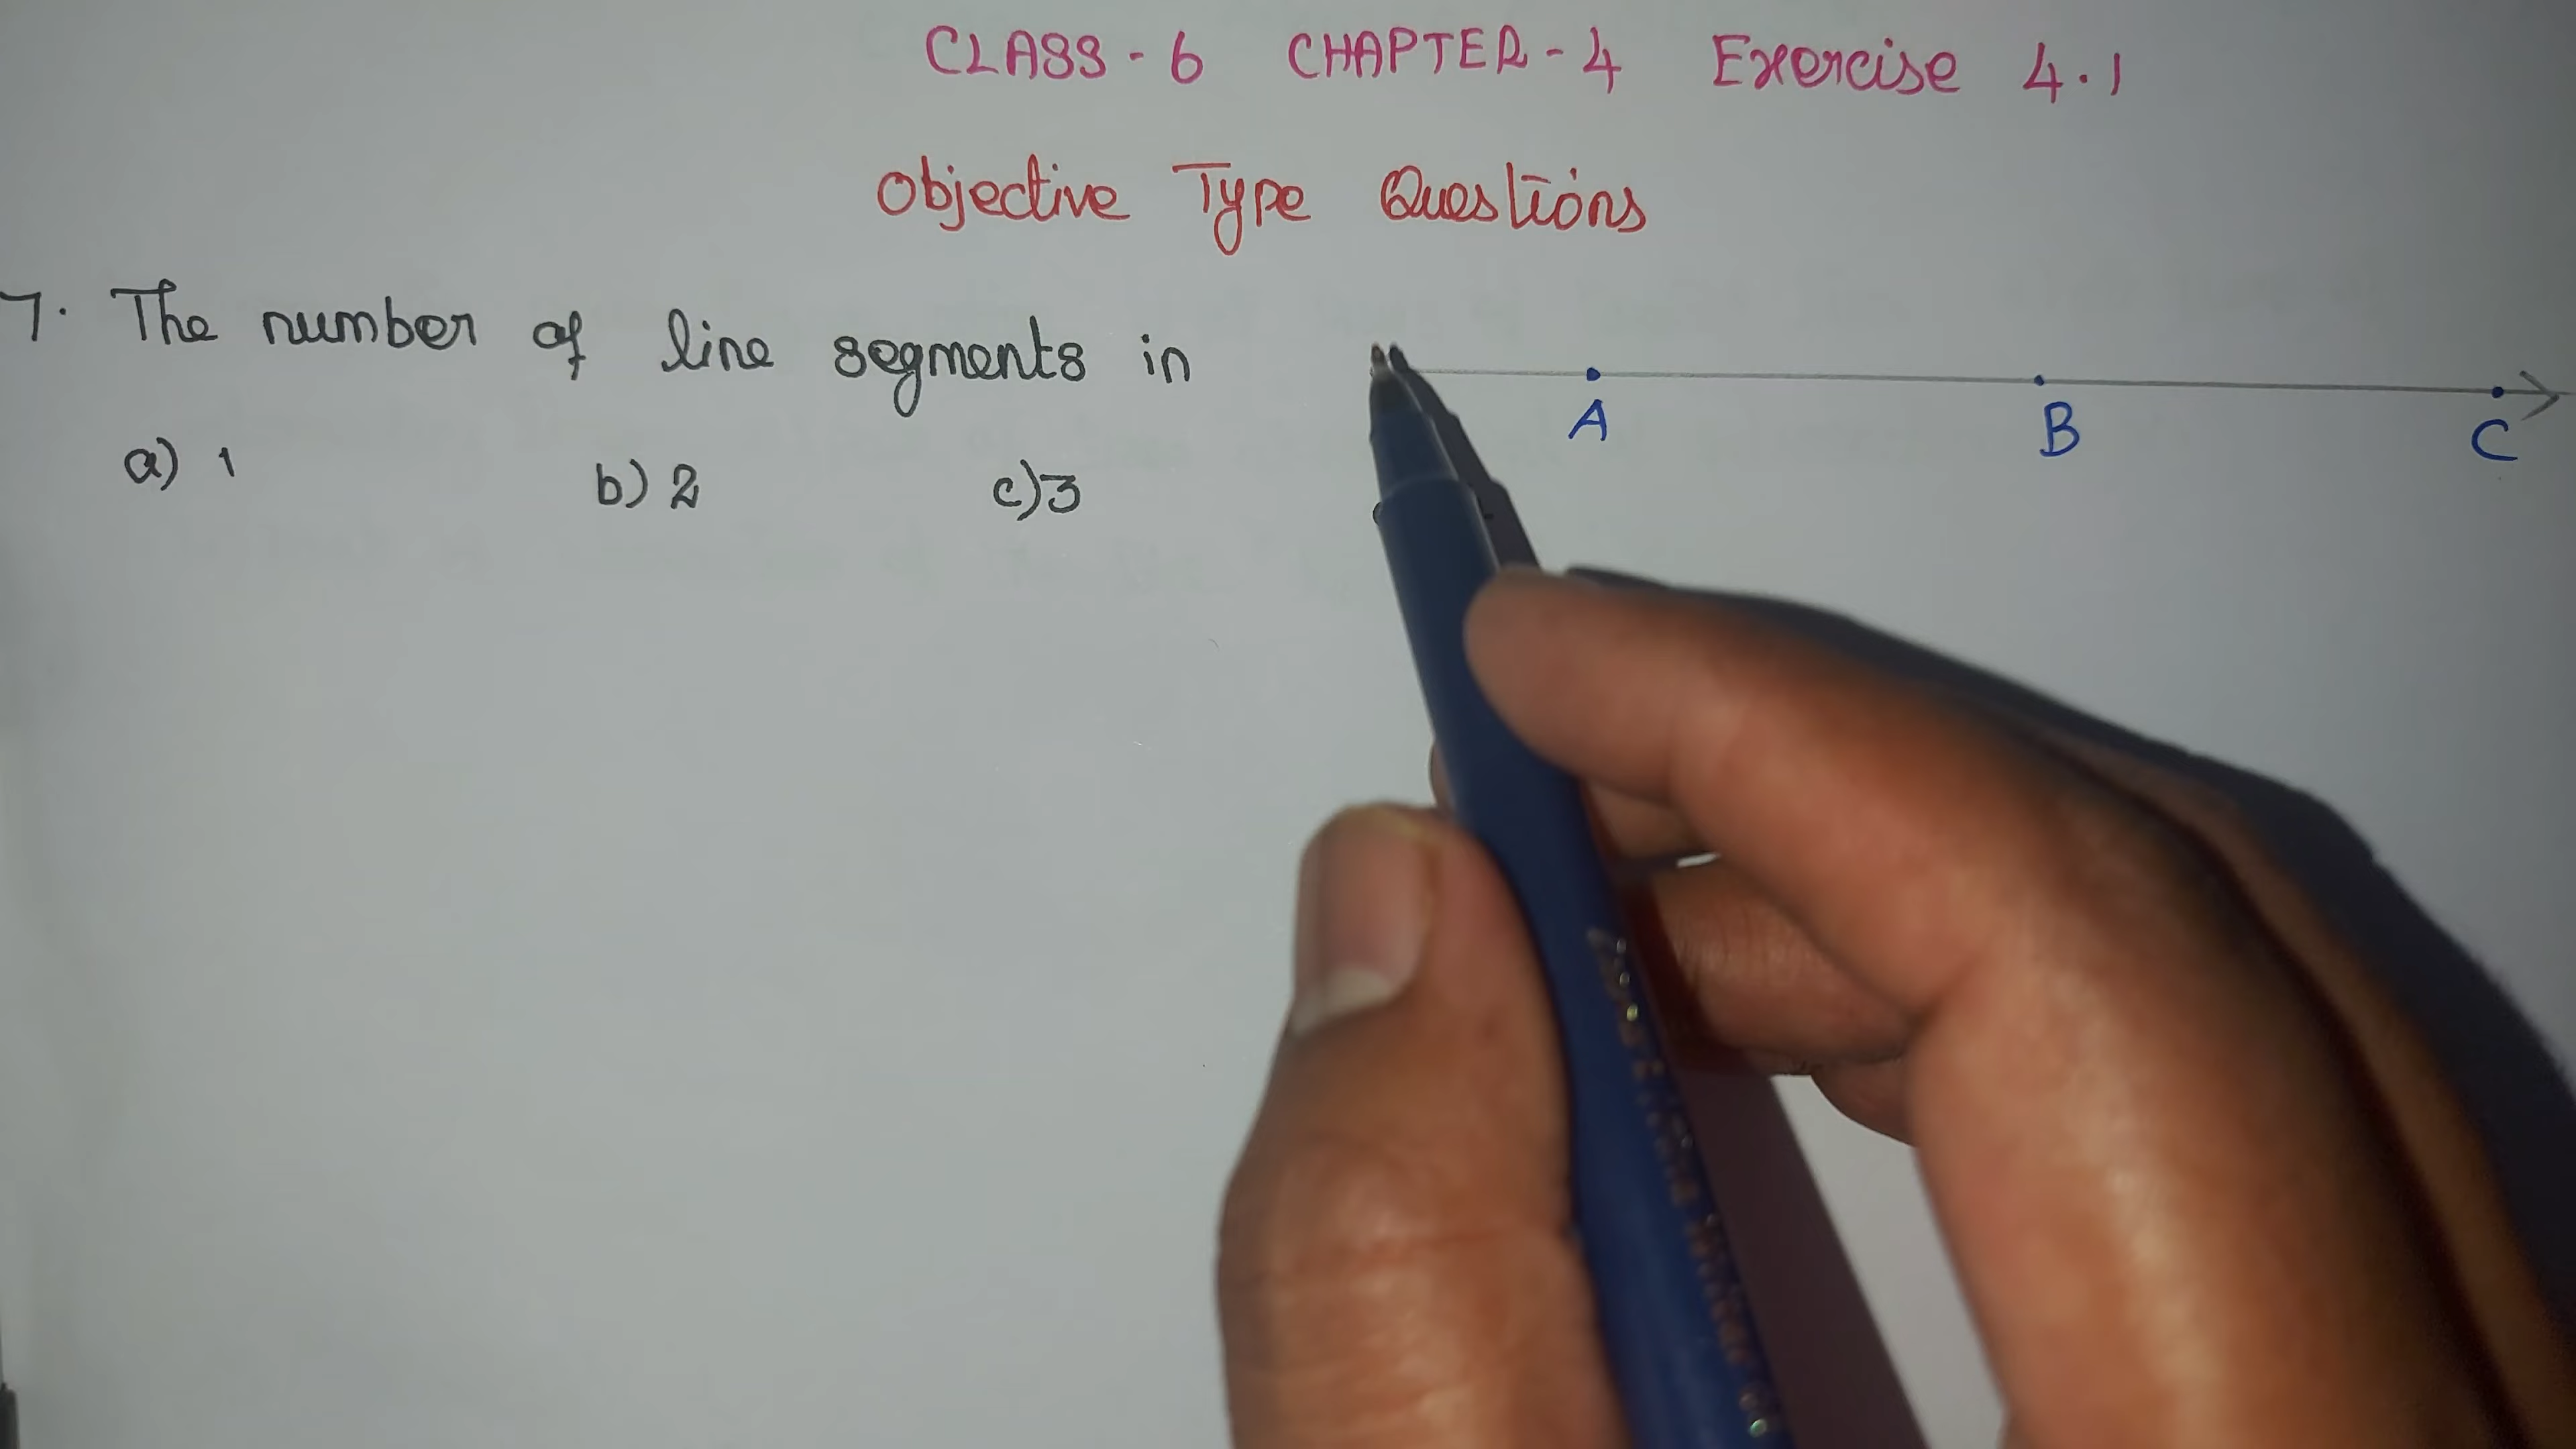 CLASS - 6 CHAPTER - 4 Exercise 4.1
Objective Type Questions
7. The number of line segments in
A B C
a) 1 b) 2 c) 3